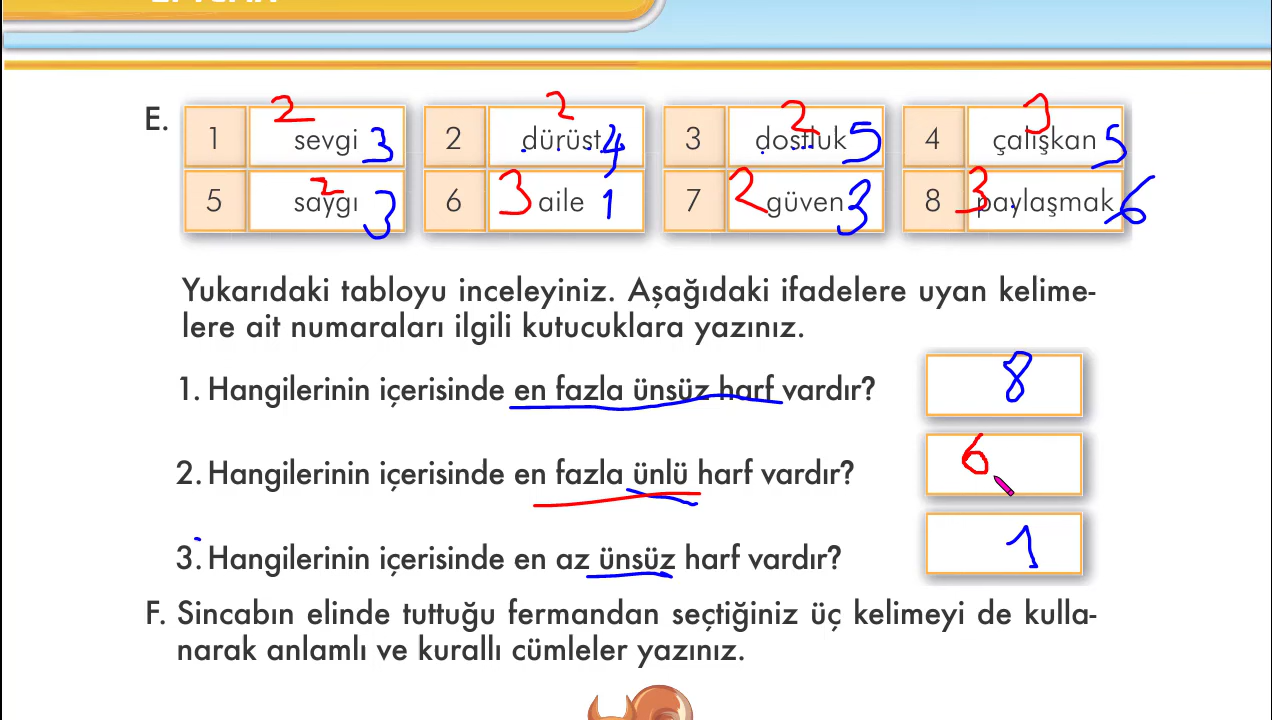 E.
1 sevgi 2 3
2 dürüst 2 4
3 dostluk 2 5
4 çalışkan 3 5
5 saygı 2 3
6 aile 3 1
7 güven 2 3
8 paylaşmak 3 6
Yukarıdaki tabloyu inceleyiniz. Aşağıdaki ifadelere uyan kelime-
lere ait numaraları ilgili kutucuklara yazınız.
1. Hangilerinin içerisinde en fazla ünsüz harf vardır? 8
2. Hangilerinin içerisinde en fazla ünlü harf vardır? 6
3. Hangilerinin içerisinde en az ünsüz harf vardır? 1
F. Sincabın elinde tuttuğu fermandan seçtiğiniz üç kelimeyi de kulla-
narak anlamlı ve kurallı cümleler yazınız.